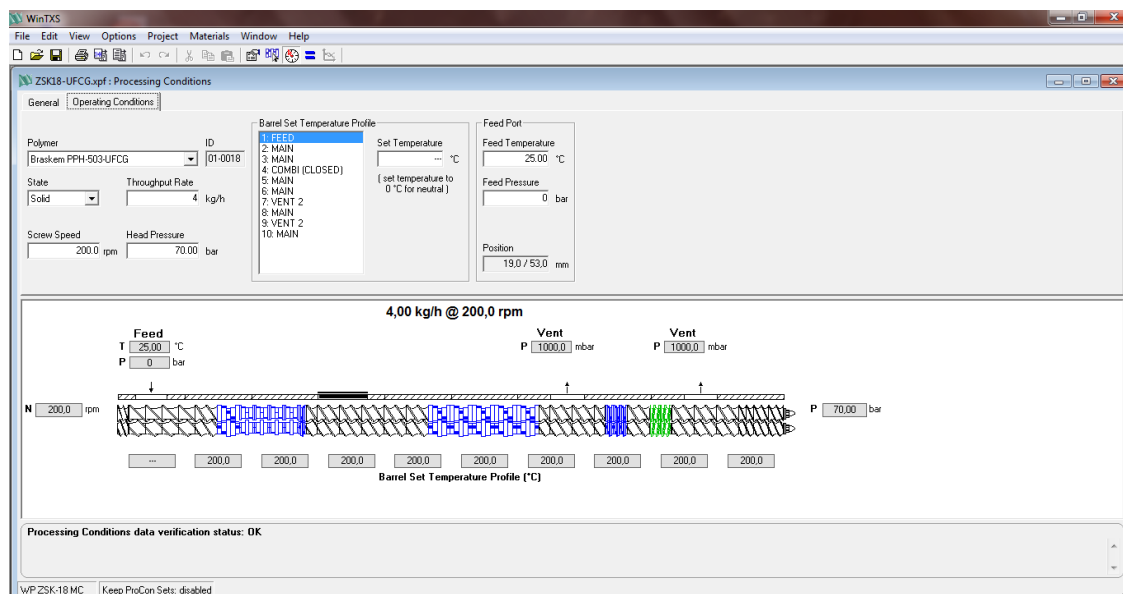 WinTXS
File Edit View Options Project Materials Window Help
ZSK18-UFCG.xpf : Processing Conditions
General Operating Conditions
Polymer ID
Braskem PPH-503-UFCG 01-0018
State Throughput Rate
Solid 4 kg/h
Screw Speed Head Pressure
200.0 rpm 70.00 bar
Barrel Set Temperature Profile
1: FEED
2: MAIN
3: MAIN
4: COMBI (CLOSED)
5: MAIN
6: MAIN
7: VENT 2
8: MAIN
9: VENT 2
10: MAIN
Set Temperature
--- °C
( set temperature to
0 °C for neutral )
Feed Port
Feed Temperature
25.00 °C
Feed Pressure
0 bar
Position
19,0 / 53,0 mm
4,00 kg/h @ 200,0 rpm
Feed Vent Vent
T 25,00 °C P 1000,0 mbar P 1000,0 mbar
P 0 bar
N 200,0 rpm P 70,00 bar
--- 200,0 200,0 200,0 200,0 200,0 200,0 200,0 200,0 200,0
Barrel Set Temperature Profile (°C)
Processing Conditions data verification status: OK
WP ZSK-18 MC Keep ProCon Sets: disabled